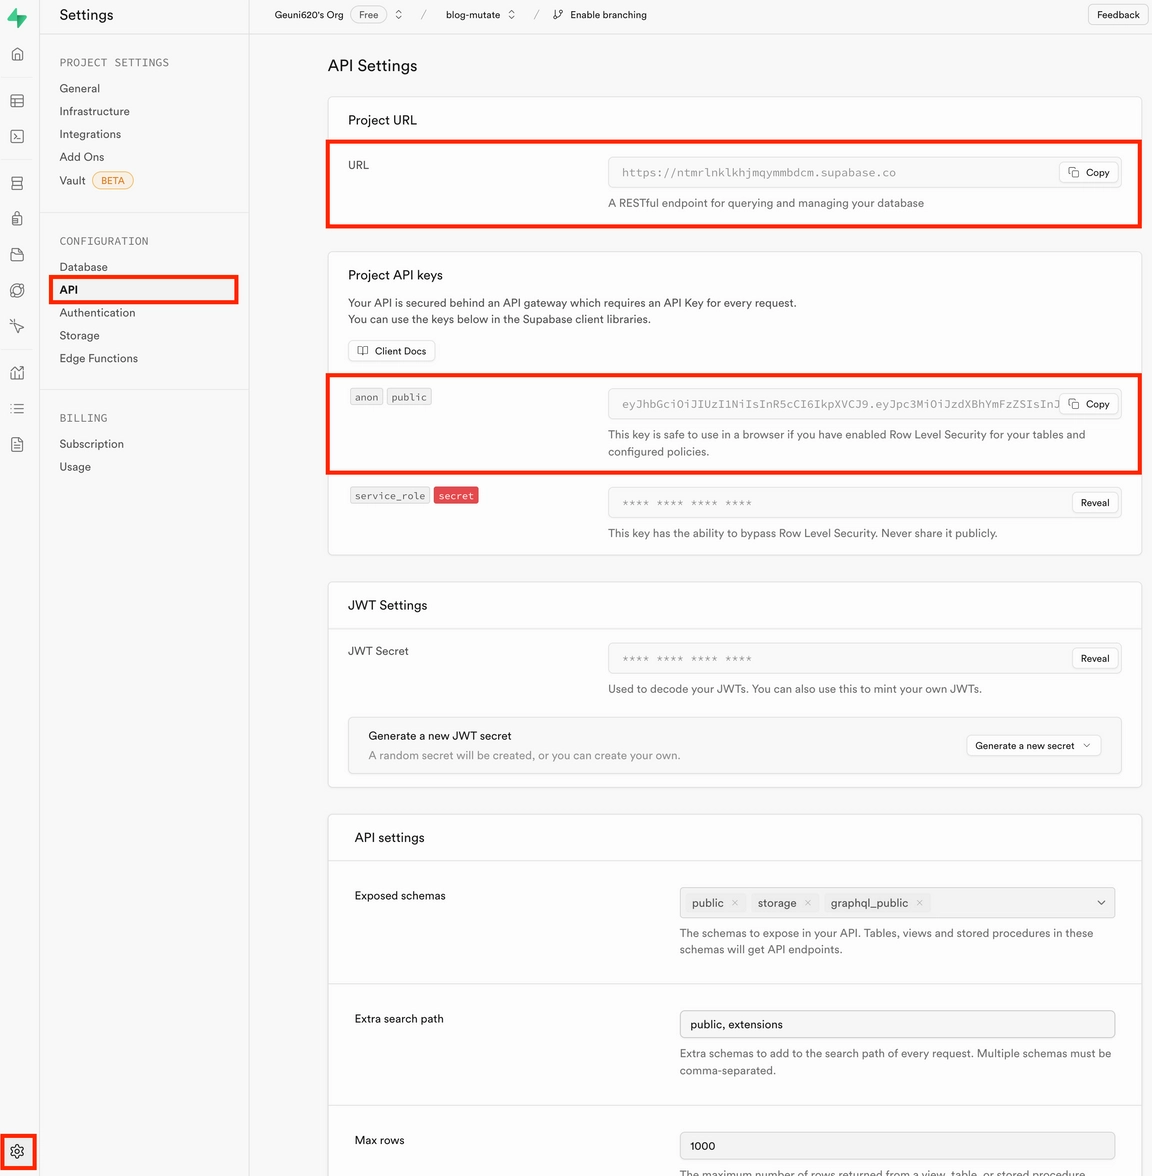 Settings
Geuni620's Org Free / blog-mutate / Enable branching
Feedback
PROJECT SETTINGS
General
Infrastructure
Integrations
Add Ons
Vault BETA
CONFIGURATION
Database
API
Authentication
Storage
Edge Functions
BILLING
Subscription
Usage
API Settings
Project URL
URL
https://ntmrlnklkhjmqymmbdcm.supabase.co
Copy
A RESTful endpoint for querying and managing your database
Project API keys
Your API is secured behind an API gateway which requires an API Key for every request.
You can use the keys below in the Supabase client libraries.
Client Docs
anon public
eyJhbGciOiJIUzI1NiIsInR5cCI6IkpXVCJ9.eyJpc3MiOiJzdXBhYmFzZSIsInJ
Copy
This key is safe to use in a browser if you have enabled Row Level Security for your tables and
configured policies.
service_role secret
**** **** **** ****
Reveal
This key has the ability to bypass Row Level Security. Never share it publicly.
JWT Settings
JWT Secret
**** **** **** ****
Reveal
Used to decode your JWTs. You can also use this to mint your own JWTs.
Generate a new JWT secret
A random secret will be created, or you can create your own.
Generate a new secret
API settings
Exposed schemas
public × storage × graphql_public ×
The schemas to expose in your API. Tables, views and stored procedures in these
schemas will get API endpoints.
Extra search path
public, extensions
Extra schemas to add to the search path of every request. Multiple schemas must be
comma-separated.
Max rows
1000
The maximum number of rows returned from a view, table, or stored procedure